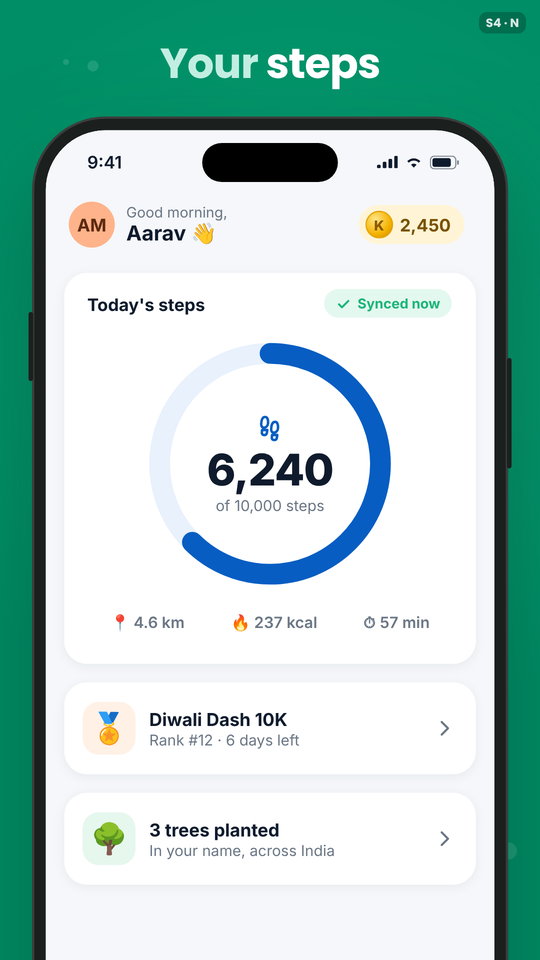 S4 · N
Your steps
9:41
AM
Good morning,
Aarav 👋
K 2,450
Today's steps
✓ Synced now
6,240
of 10,000 steps
📍 4.6 km 🔥 237 kcal ⏱ 57 min
Diwali Dash 10K
Rank #12 · 6 days left
3 trees planted
In your name, across India